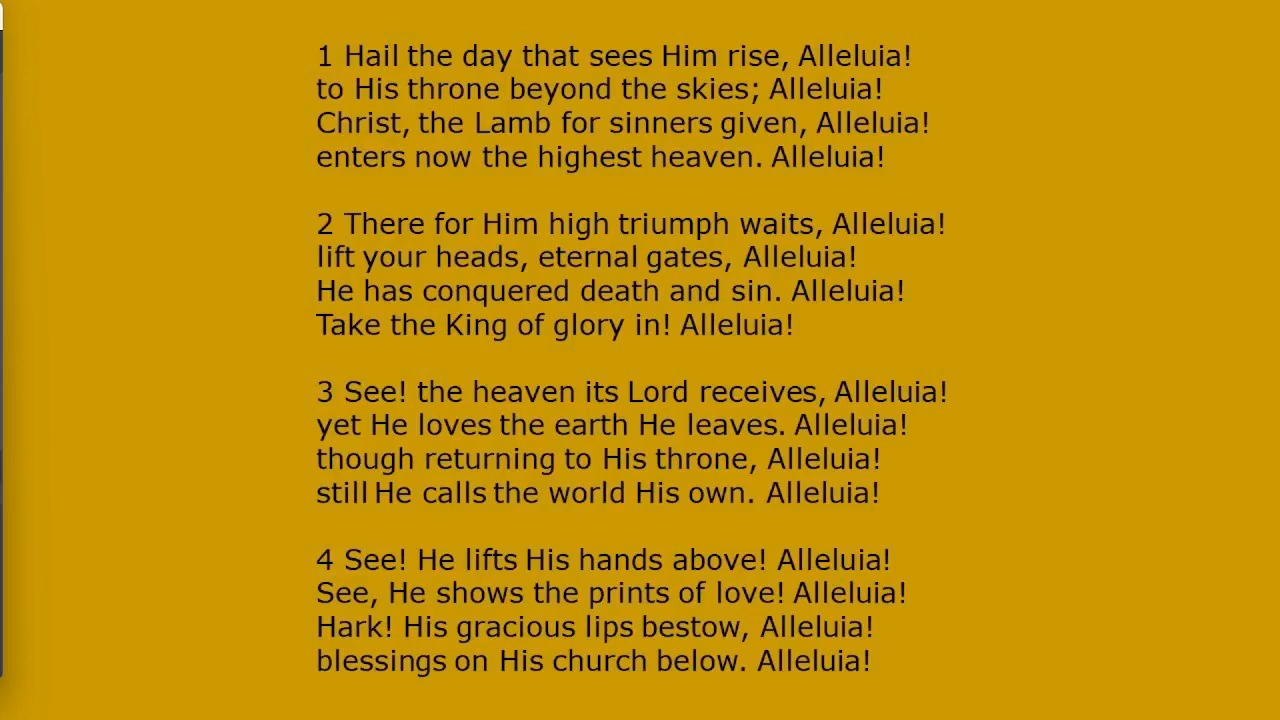 1 Hail the day that sees Him rise, Alleluia!
to His throne beyond the skies; Alleluia!
Christ, the Lamb for sinners given, Alleluia!
enters now the highest heaven. Alleluia!
2 There for Him high triumph waits, Alleluia!
lift your heads, eternal gates, Alleluia!
He has conquered death and sin. Alleluia!
Take the King of glory in! Alleluia!
3 See! the heaven its Lord receives, Alleluia!
yet He loves the earth He leaves. Alleluia!
though returning to His throne, Alleluia!
still He calls the world His own. Alleluia!
4 See! He lifts His hands above! Alleluia!
See, He shows the prints of love! Alleluia!
Hark! His gracious lips bestow, Alleluia!
blessings on His church below. Alleluia!